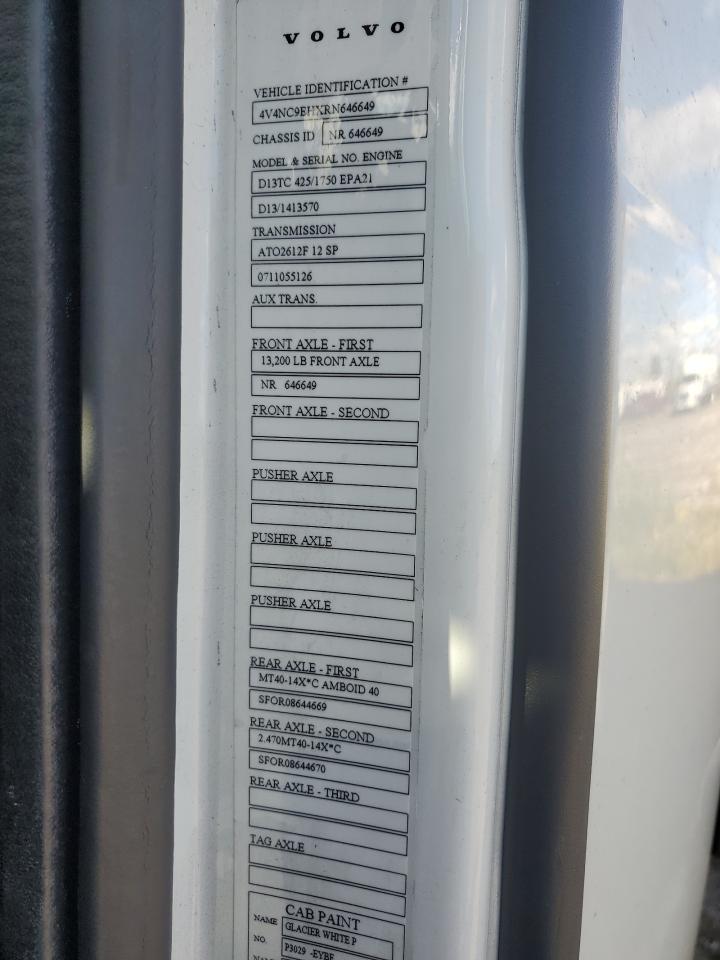 VOLVO
VEHICLE IDENTIFICATION #
4V4NC9EHXRN646649
CHASSIS ID NR 646649
MODEL & SERIAL NO. ENGINE
D13TC 425/1750 EPA21
D13/1413570
TRANSMISSION
ATO2612F 12 SP
0711055126
AUX TRANS.
FRONT AXLE - FIRST
13,200 LB FRONT AXLE
NR 646649
FRONT AXLE - SECOND
PUSHER AXLE
PUSHER AXLE
PUSHER AXLE
REAR AXLE - FIRST
MT40-14X*C AMBOID 40
SFOR08644669
REAR AXLE - SECOND
2.470MT40-14X*C
SFOR08644670
REAR AXLE - THIRD
TAG AXLE
CAB PAINT
NAME GLACIER WHITE P
NO. P3029 -EYBF